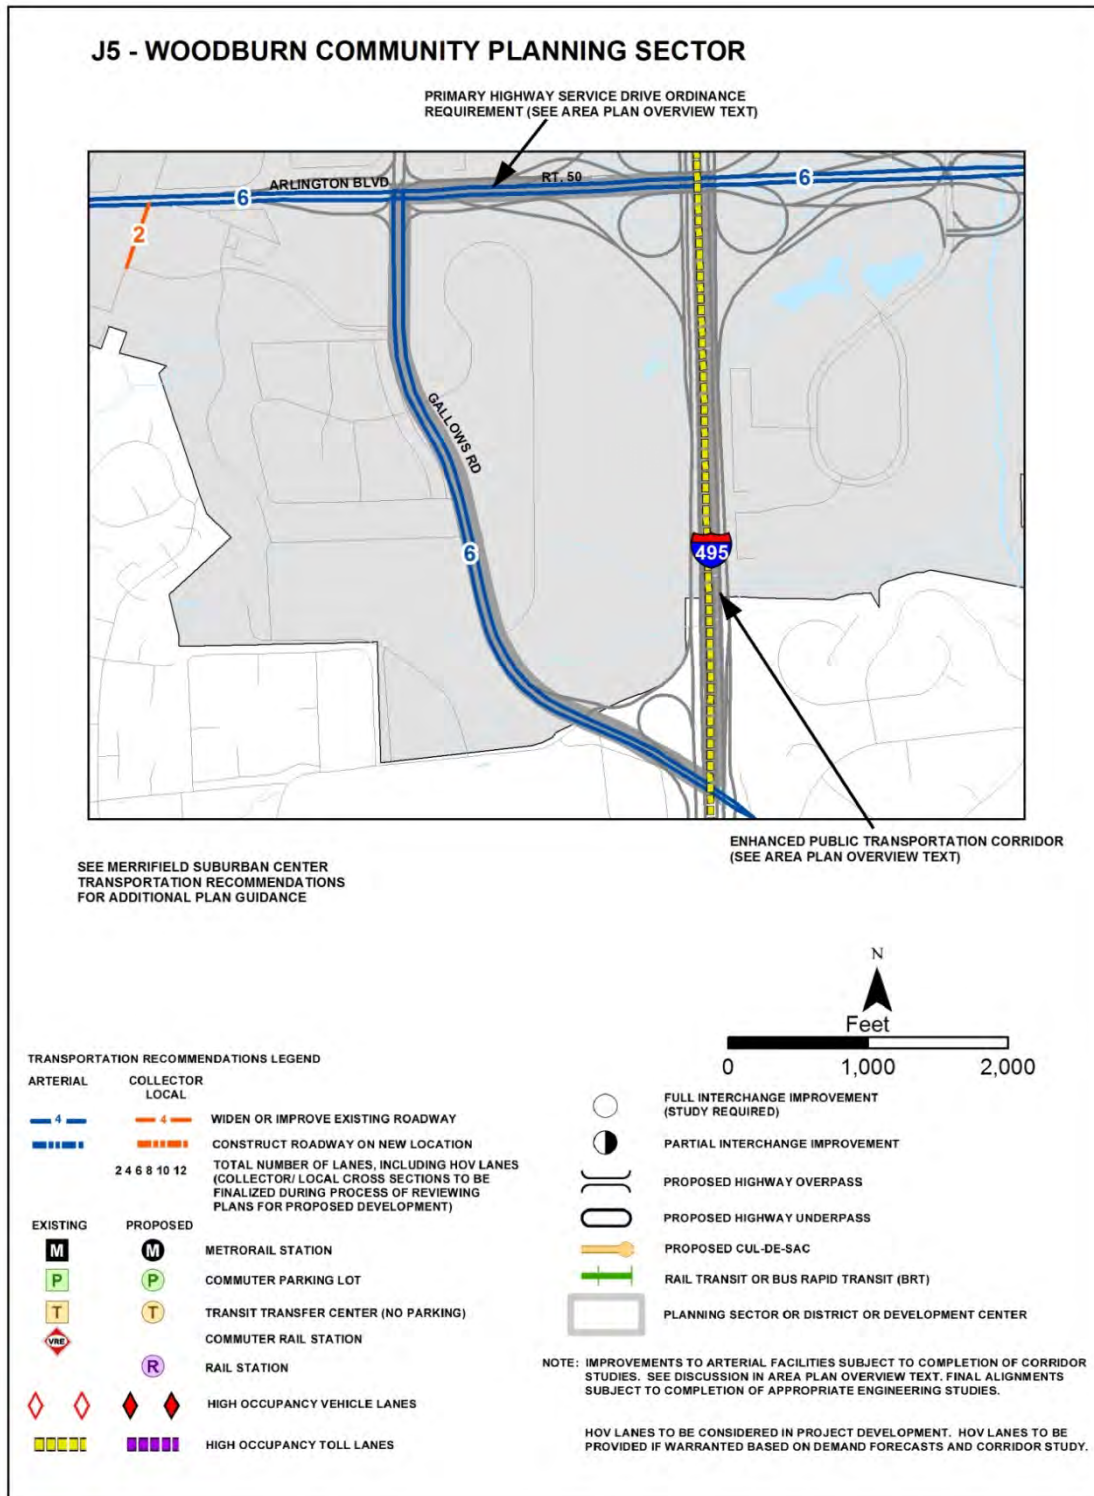 J5 - WOODBURN COMMUNITY PLANNING SECTOR
PRIMARY HIGHWAY SERVICE DRIVE ORDINANCE
REQUIREMENT (SEE AREA PLAN OVERVIEW TEXT)
ARLINGTON BLVD
RT. 50
6
6
2
GALLOWS RD
6
495
ENHANCED PUBLIC TRANSPORTATION CORRIDOR
(SEE AREA PLAN OVERVIEW TEXT)
SEE MERRIFIELD SUBURBAN CENTER
TRANSPORTATION RECOMMENDATIONS
FOR ADDITIONAL PLAN GUIDANCE
N
Feet
0 1,000 2,000
TRANSPORTATION RECOMMENDATIONS LEGEND
ARTERIAL COLLECTOR
LOCAL
4 4 WIDEN OR IMPROVE EXISTING ROADWAY
CONSTRUCT ROADWAY ON NEW LOCATION
2 4 6 8 10 12 TOTAL NUMBER OF LANES, INCLUDING HOV LANES
(COLLECTOR/ LOCAL CROSS SECTIONS TO BE
FINALIZED DURING PROCESS OF REVIEWING
PLANS FOR PROPOSED DEVELOPMENT)
EXISTING PROPOSED
M M METRORAIL STATION
P P COMMUTER PARKING LOT
T T TRANSIT TRANSFER CENTER (NO PARKING)
VRE COMMUTER RAIL STATION
R RAIL STATION
HIGH OCCUPANCY VEHICLE LANES
HIGH OCCUPANCY TOLL LANES
FULL INTERCHANGE IMPROVEMENT
(STUDY REQUIRED)
PARTIAL INTERCHANGE IMPROVEMENT
PROPOSED HIGHWAY OVERPASS
PROPOSED HIGHWAY UNDERPASS
PROPOSED CUL-DE-SAC
RAIL TRANSIT OR BUS RAPID TRANSIT (BRT)
PLANNING SECTOR OR DISTRICT OR DEVELOPMENT CENTER
NOTE: IMPROVEMENTS TO ARTERIAL FACILITIES SUBJECT TO COMPLETION OF CORRIDOR
STUDIES. SEE DISCUSSION IN AREA PLAN OVERVIEW TEXT. FINAL ALIGNMENTS
SUBJECT TO COMPLETION OF APPROPRIATE ENGINEERING STUDIES.
HOV LANES TO BE CONSIDERED IN PROJECT DEVELOPMENT. HOV LANES TO BE
PROVIDED IF WARRANTED BASED ON DEMAND FORECASTS AND CORRIDOR STUDY.